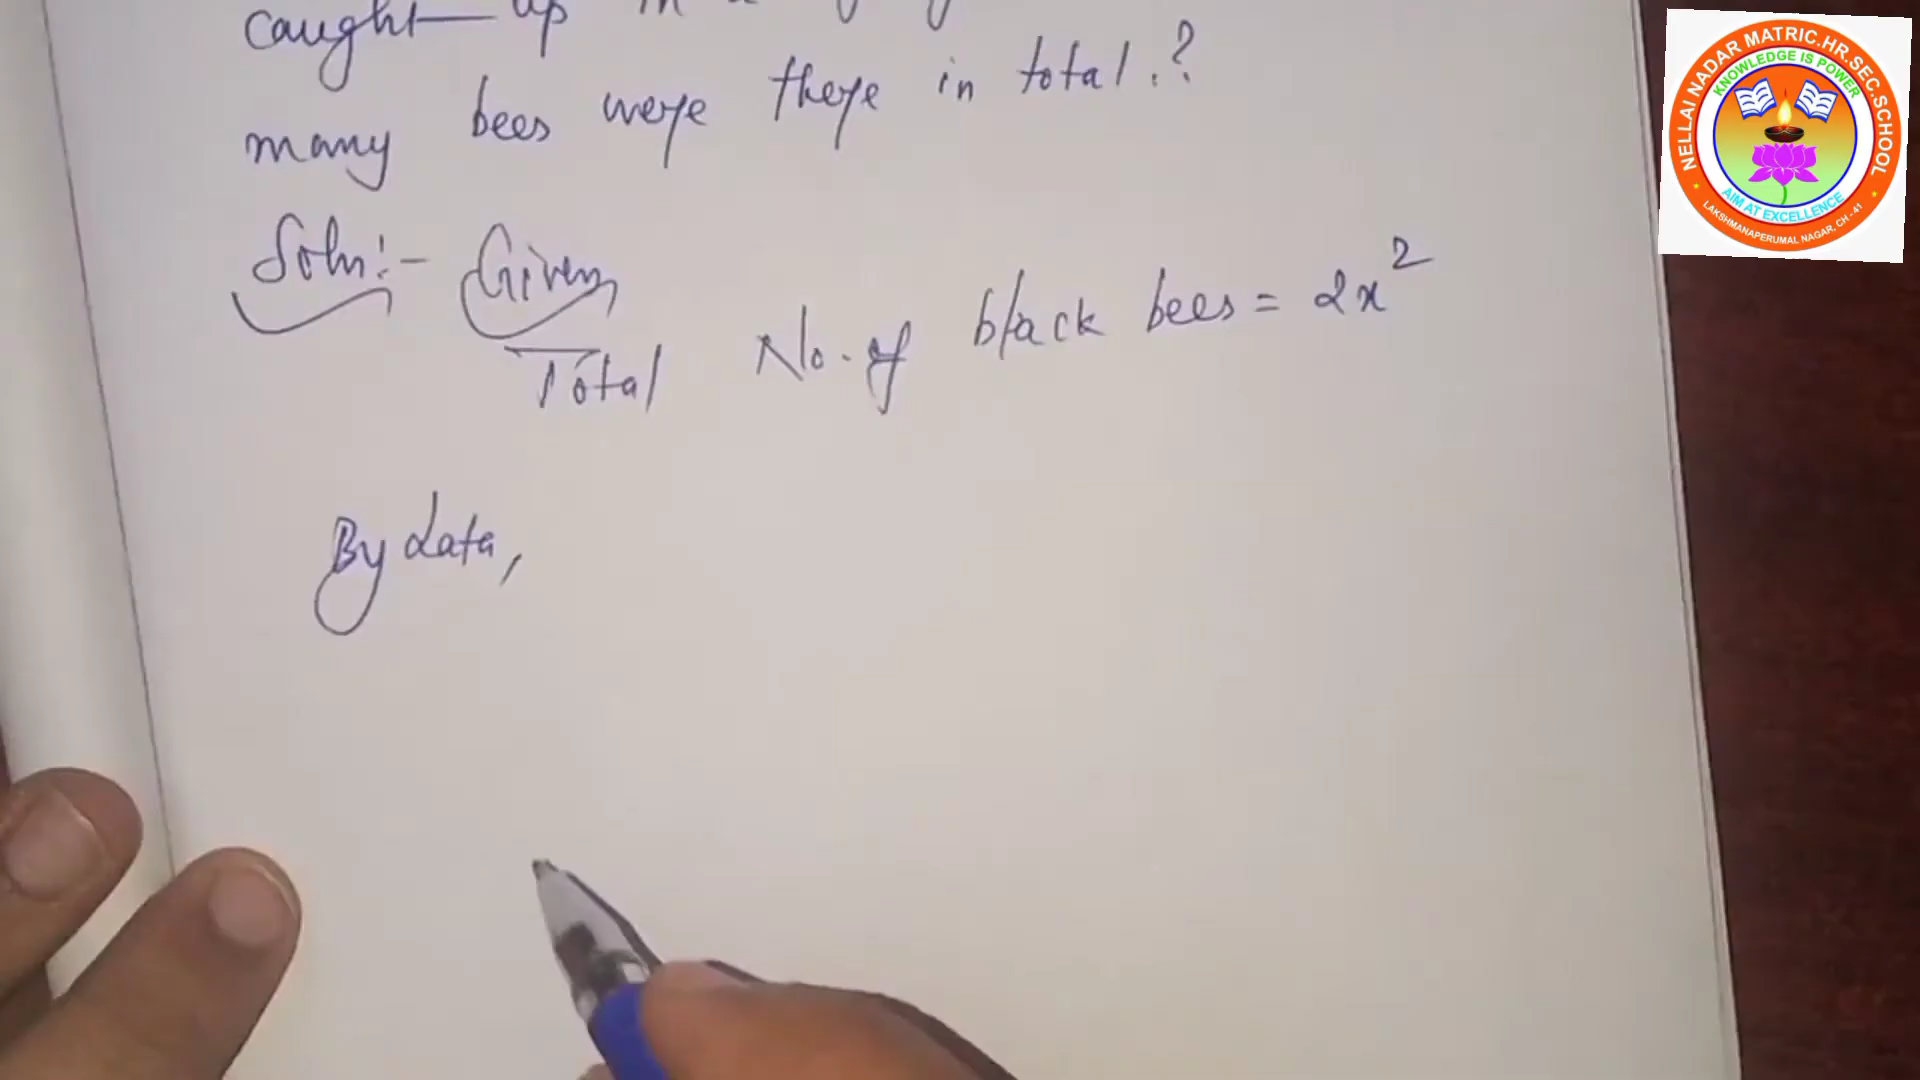 caught up in a
many bees were there in total.?
Soln:- Given
Total No. of black bees = 2x²
By data,
NELLAI NADAR MATRIC.HR.SEC.SCHOOL
KNOWLEDGE IS POWER
AIM AT EXCELLENCE
LAKSHMANAPERUMAL NAGAR, CH - 41